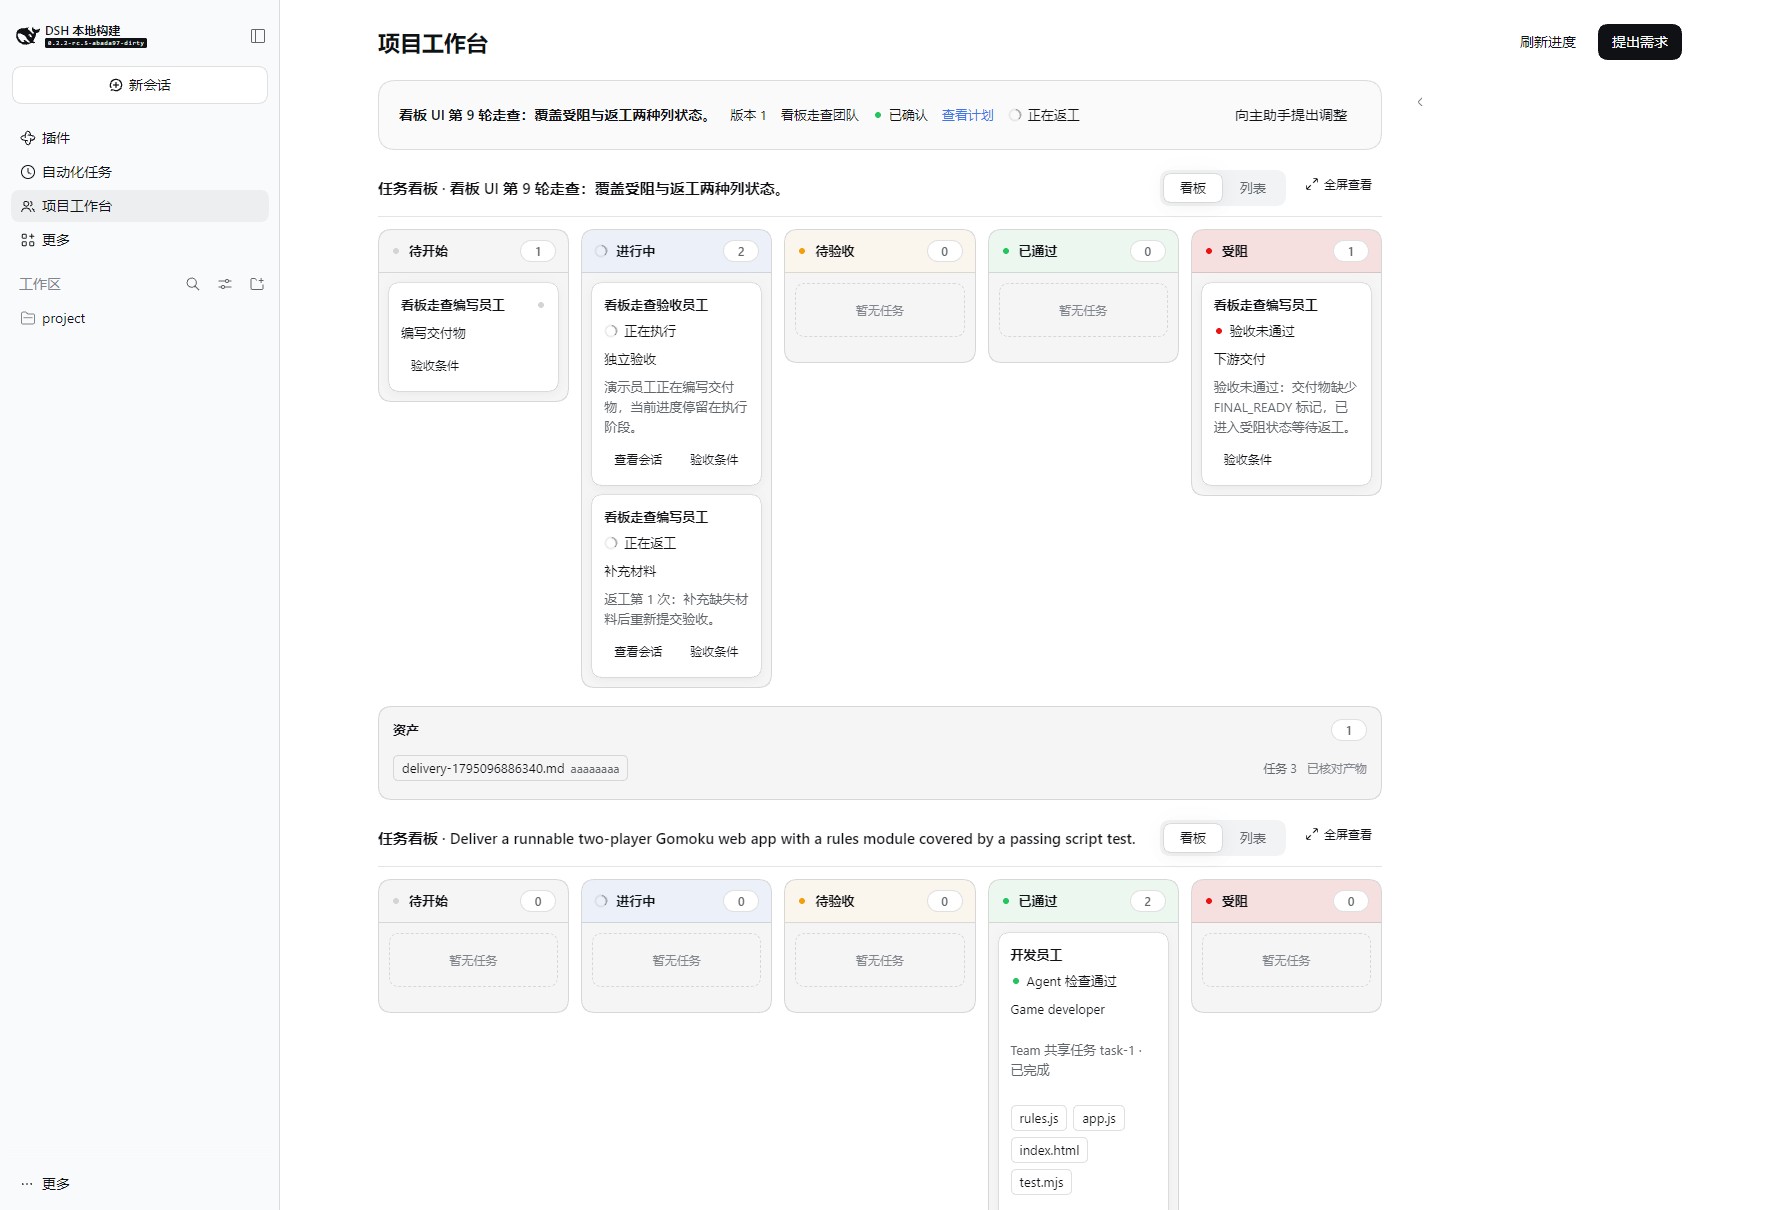 DSH 本地构建
0.3.2-rc.5-abada97-dirty
新会话
插件
自动化任务
项目工作台
更多
工作区
project
更多
项目工作台
刷新进度
提出需求
看板 UI 第 9 轮走查：覆盖受阻与返工两种列状态。 版本 1 看板走查团队 已确认 查看计划 正在返工 向主助手提出调整
任务看板 · 看板 UI 第 9 轮走查：覆盖受阻与返工两种列状态。
看板 列表 全屏查看
待开始 1
看板走查编写员工
编写交付物
验收条件
进行中 2
看板走查验收员工
正在执行
独立验收
演示员工正在编写交付
物，当前进度停留在执行
阶段。
查看会话 验收条件
看板走查编写员工
正在返工
补充材料
返工第 1 次：补充缺失材
料后重新提交验收。
查看会话 验收条件
待验收 0
暂无任务
已通过 0
暂无任务
受阻 1
看板走查编写员工
验收未通过
下游交付
验收未通过：交付物缺少
FINAL_READY 标记，已
进入受阻状态等待返工。
验收条件
资产 1
delivery-1795096886340.md aaaaaaaa 任务 3 已核对产物
任务看板 · Deliver a runnable two-player Gomoku web app with a rules module covered by a passing script test.
看板 列表 全屏查看
待开始 0
暂无任务
进行中 0
暂无任务
待验收 0
暂无任务
已通过 2
开发员工
Agent 检查通过
Game developer
Team 共享任务 task-1 ·
已完成
rules.js app.js
index.html
test.mjs
受阻 0
暂无任务